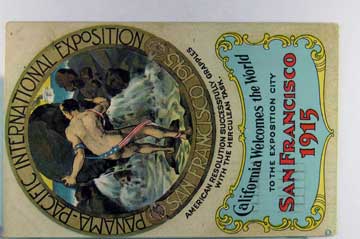 PANAMA-PACIFIC INTERNATIONAL EXPOSITION
SAN FRANCISCO 1915
AMERICAN RESOLUTION SUCCESSFULLY GRAPPLES
WITH THE HERCULEAN TASK.
California Welcomes the World
TO THE EXPOSITION CITY
SAN FRANCISCO
1915